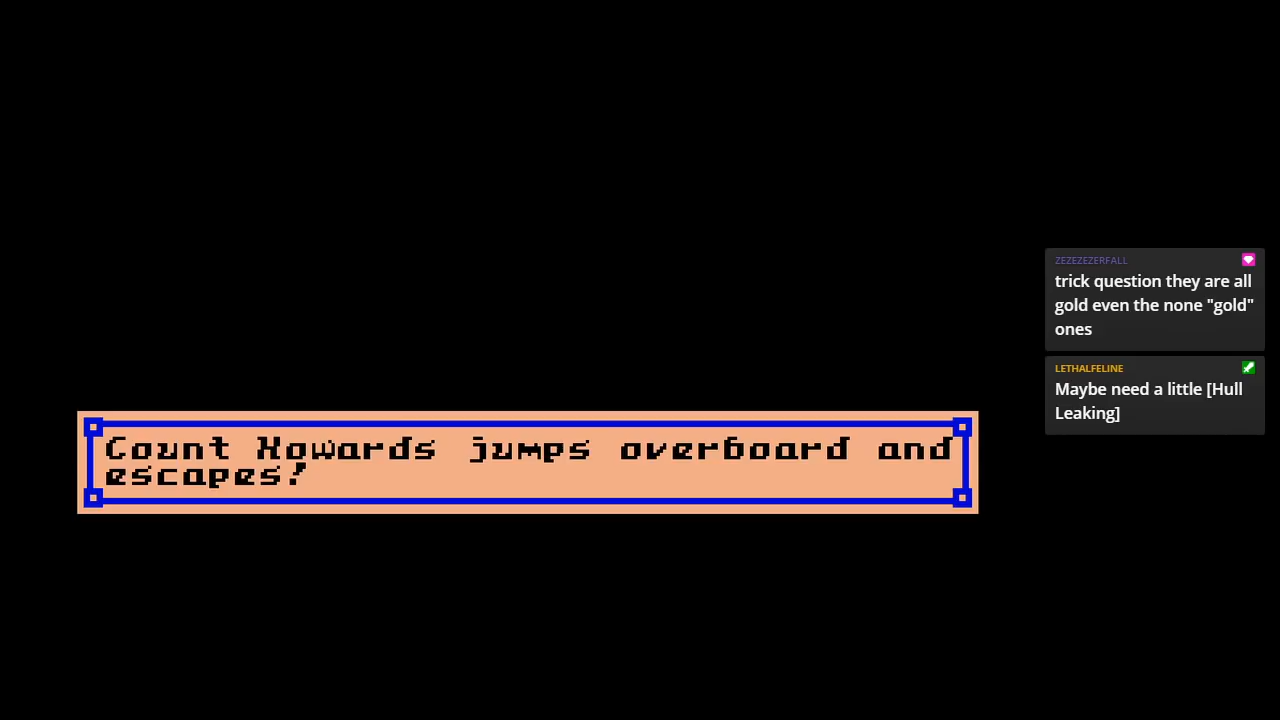 Count Howards jumps overboard and
escapes!
ZEZEZEZERFALL
trick question they are all
gold even the none "gold"
ones
LETHALFELINE
Maybe need a little [Hull
Leaking]